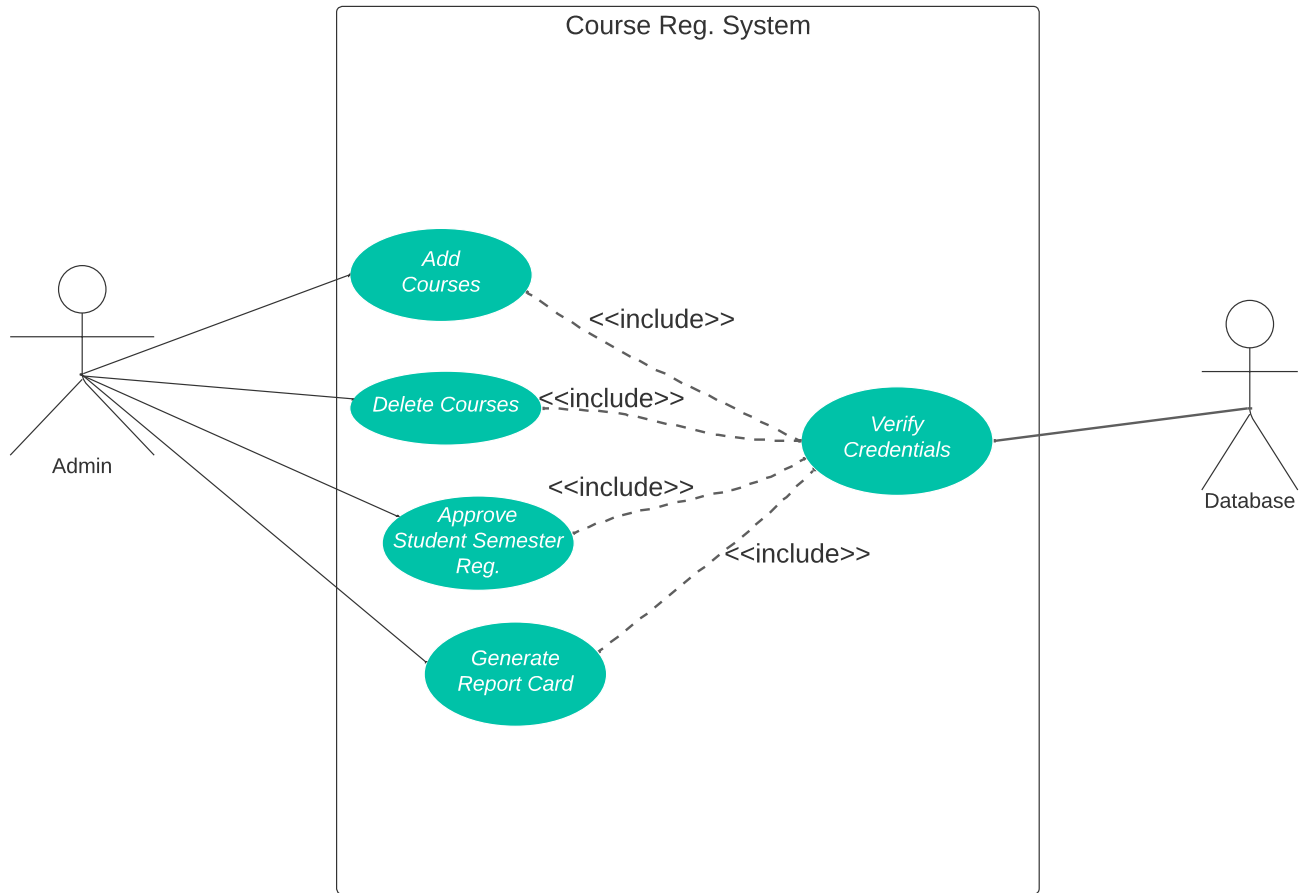 Course Reg. System
Add
Courses
<<include>>
Delete Courses
<<include>>
Verify
Credentials
Admin
<<include>>
Database
Approve
Student Semester
Reg.
<<include>>
Generate
Report Card